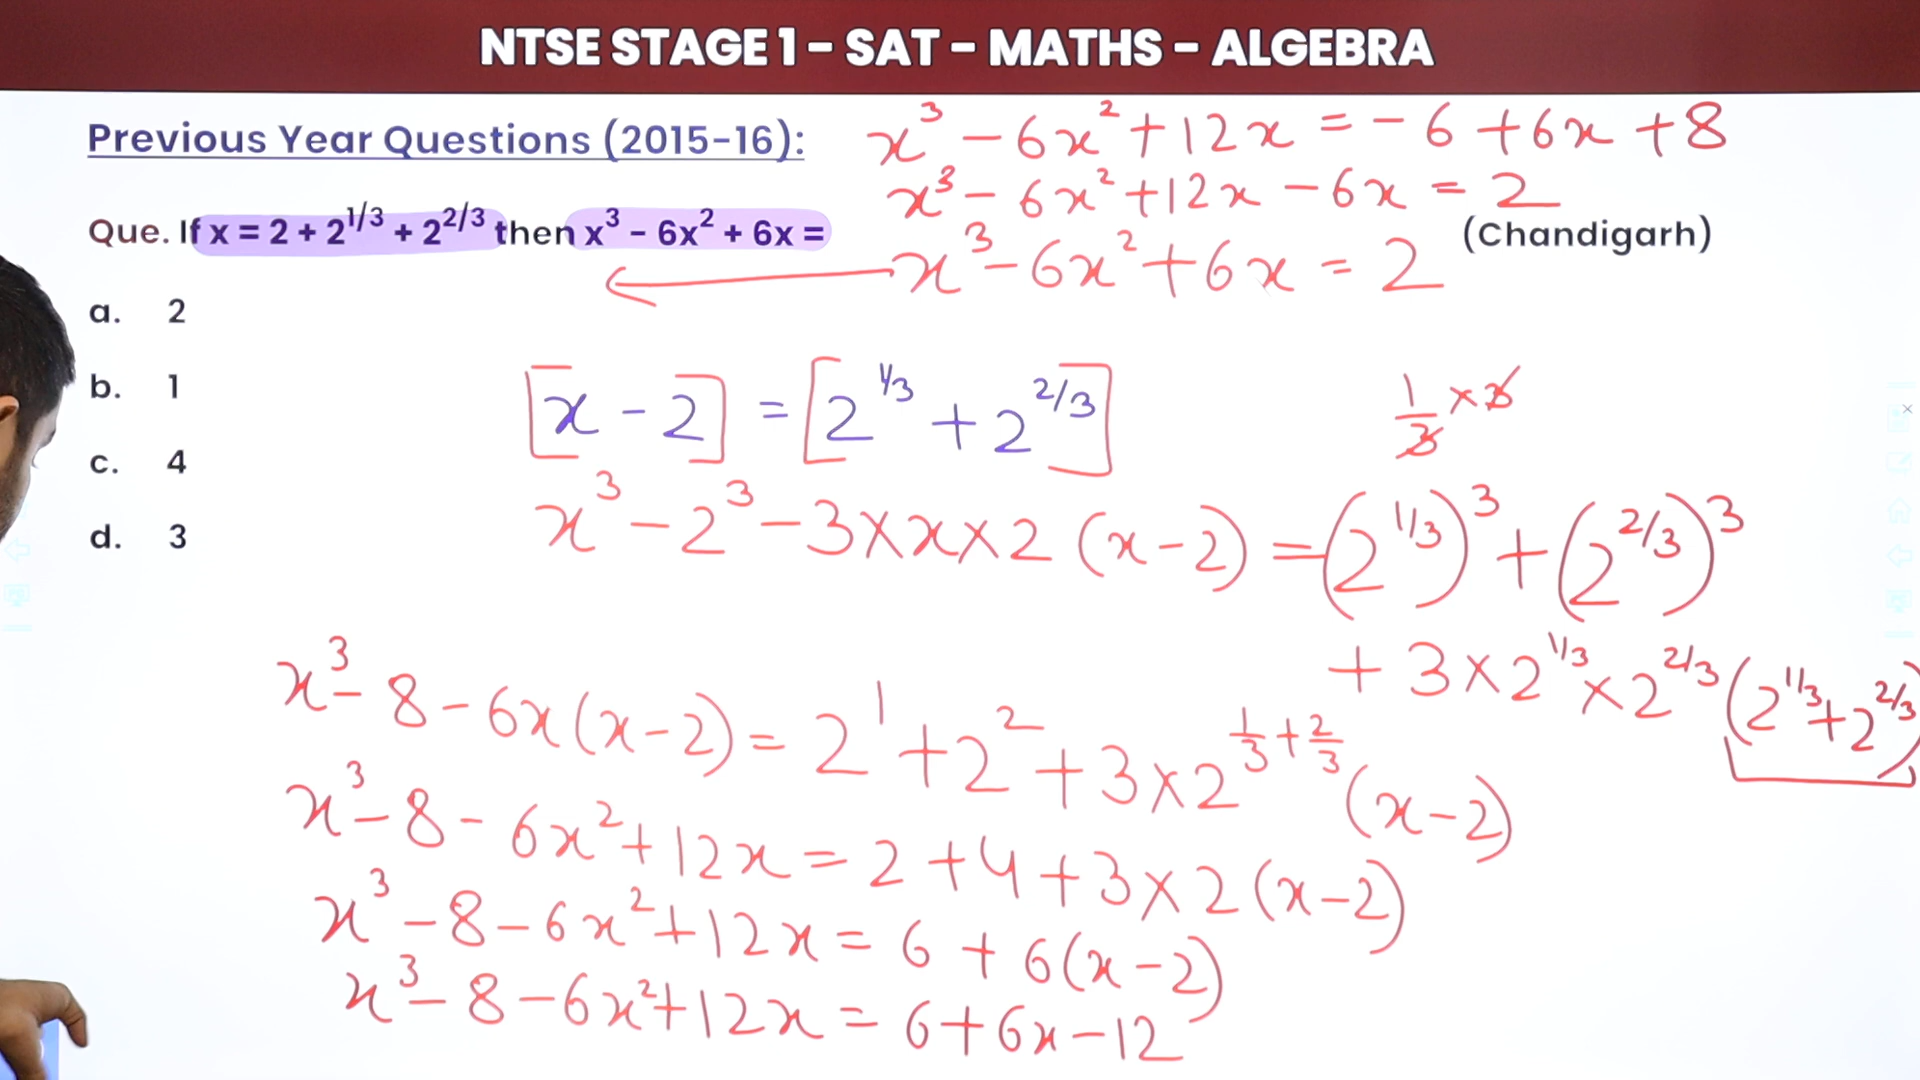 NTSE STAGE 1 – SAT – MATHS – ALGEBRA
Previous Year Questions (2015-16):
Que. If x = 2 + 2^1/3 + 2^2/3 then x³ - 6x² + 6x =
(Chandigarh)
a. 2
b. 1
c. 4
d. 3
x³ - 6x² + 12x = - 6 + 6x + 8
x³ - 6x² + 12x - 6x = 2
x³ - 6x² + 6x = 2
[x - 2] = [2^1/3 + 2^2/3]
1/3 × 3
x³ - 2³ - 3 × x × 2 (x - 2) = (2^1/3)³ + (2^2/3)³
+ 3 × 2^1/3 × 2^2/3 (2^1/3 + 2^2/3)
x³ - 8 - 6x(x - 2) = 2^1 + 2² + 3 × 2^1/3 + 2/3 (x - 2)
x³ - 8 - 6x² + 12x = 2 + 4 + 3 × 2 (x - 2)
x³ - 8 - 6x² + 12x = 6 + 6(x - 2)
x³ - 8 - 6x² + 12x = 6 + 6x - 12